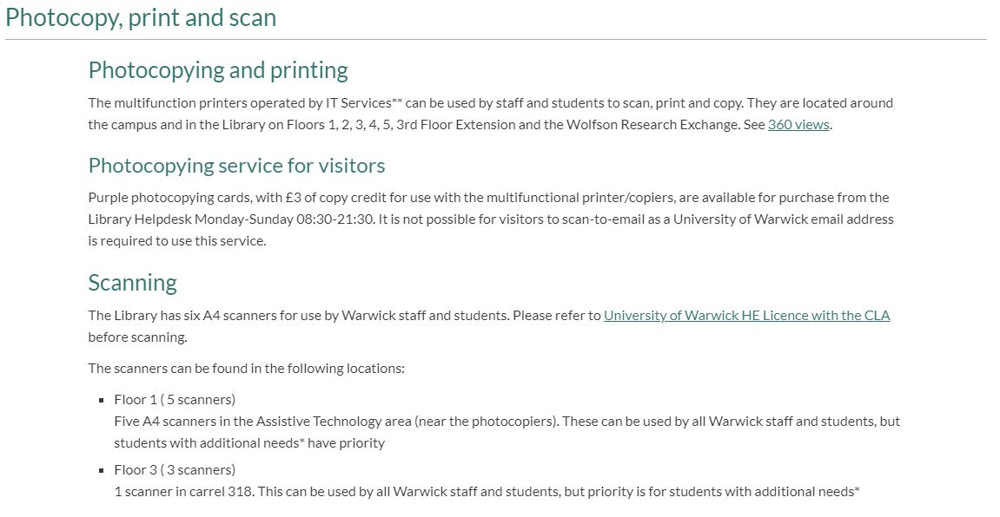 Photocopy, print and scan
Photocopying and printing
The multifunction printers operated by IT Services** can be used by staff and students to scan, print and copy. They are located around
the campus and in the Library on Floors 1, 2, 3, 4, 5, 3rd Floor Extension and the Wolfson Research Exchange. See 360 views.
Photocopying service for visitors
Purple photocopying cards, with £3 of copy credit for use with the multifunctional printer/copiers, are available for purchase from the
Library Helpdesk Monday-Sunday 08:30-21:30. It is not possible for visitors to scan-to-email as a University of Warwick email address
is required to use this service.
Scanning
The Library has six A4 scanners for use by Warwick staff and students. Please refer to University of Warwick HE Licence with the CLA
before scanning.
The scanners can be found in the following locations:
▪ Floor 1 ( 5 scanners)
Five A4 scanners in the Assistive Technology area (near the photocopiers). These can be used by all Warwick staff and students, but
students with additional needs* have priority
▪ Floor 3 ( 3 scanners)
1 scanner in carrel 318. This can be used by all Warwick staff and students, but priority is for students with additional needs*